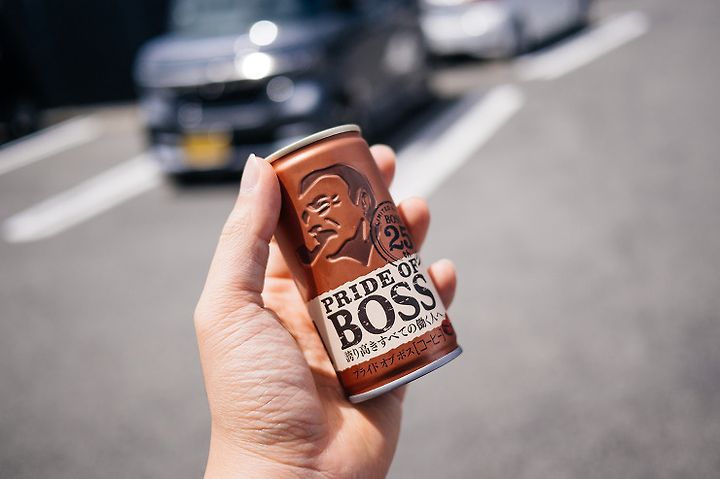 BOSS
25
PRIDE OF
BOSS
誇り高きすべての働く人へ
プライド オブ ボス［コーヒー］